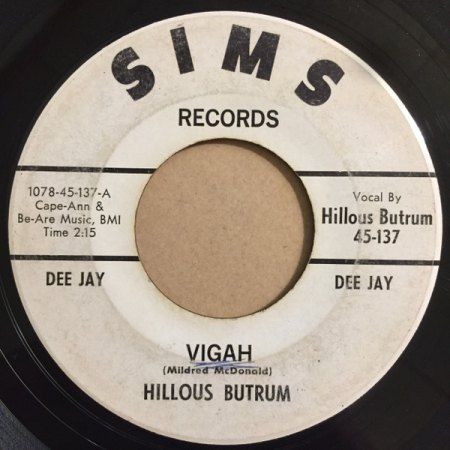 SIMS
RECORDS
1078-45-137-A
Cape-Ann &
Be-Are Music, BMI
Time 2:15
Vocal By
Hillous Butrum
45-137
DEE JAY
DEE JAY
VIGAH
(Mildred McDonald)
HILLOUS BUTRUM